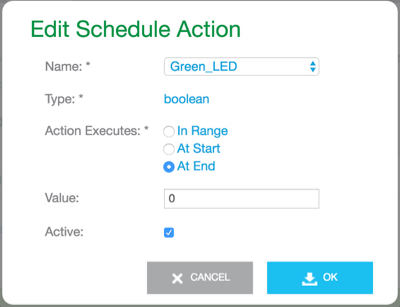 Edit Schedule Action
Name: * Green_LED
Type: * boolean
Action Executes: * In Range
At Start
At End
Value: 0
Active:
CANCEL OK